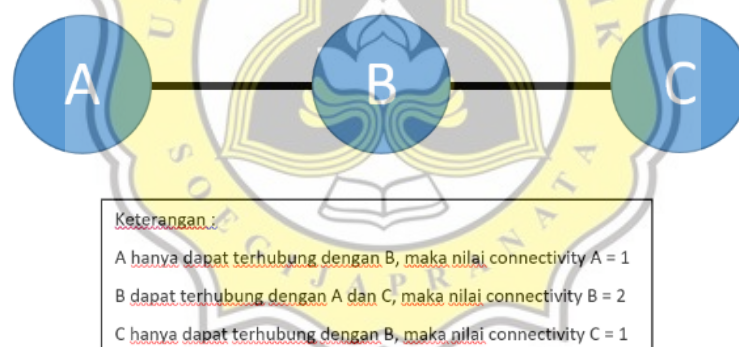 A B C
SOEGIJAPRANATA
Keterangan :
A hanya dapat terhubung dengan B, maka nilai connectivity A = 1
B dapat terhubung dengan A dan C, maka nilai connectivity B = 2
C hanya dapat terhubung dengan B, maka nilai connectivity C = 1